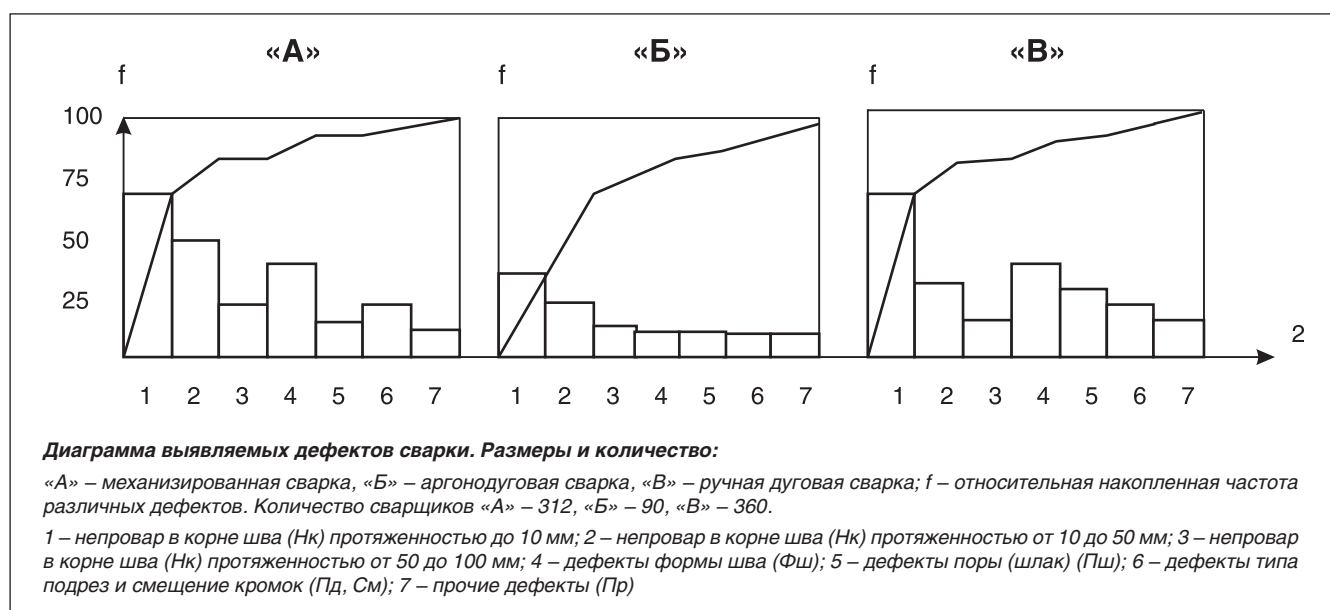 «А» «Б» «В»
f f f
100
75
50
25
2
1 2 3 4 5 6 7 1 2 3 4 5 6 7 1 2 3 4 5 6 7
Диаграмма выявляемых дефектов сварки. Размеры и количество:
«А» – механизированная сварка, «Б» – аргонодуговая сварка, «В» – ручная дуговая сварка; f – относительная накопленная частота
различных дефектов. Количество сварщиков «А» – 312, «Б» – 90, «В» – 360.
1 – непровар в корне шва (Нк) протяженностью до 10 мм; 2 – непровар в корне шва (Нк) протяженностью от 10 до 50 мм; 3 – непровар
в корне шва (Нк) протяженностью от 50 до 100 мм; 4 – дефекты формы шва (Фш); 5 – дефекты поры (шлак) (Пш); 6 – дефекты типа
подрез и смещение кромок (Пд, См); 7 – прочие дефекты (Пр)